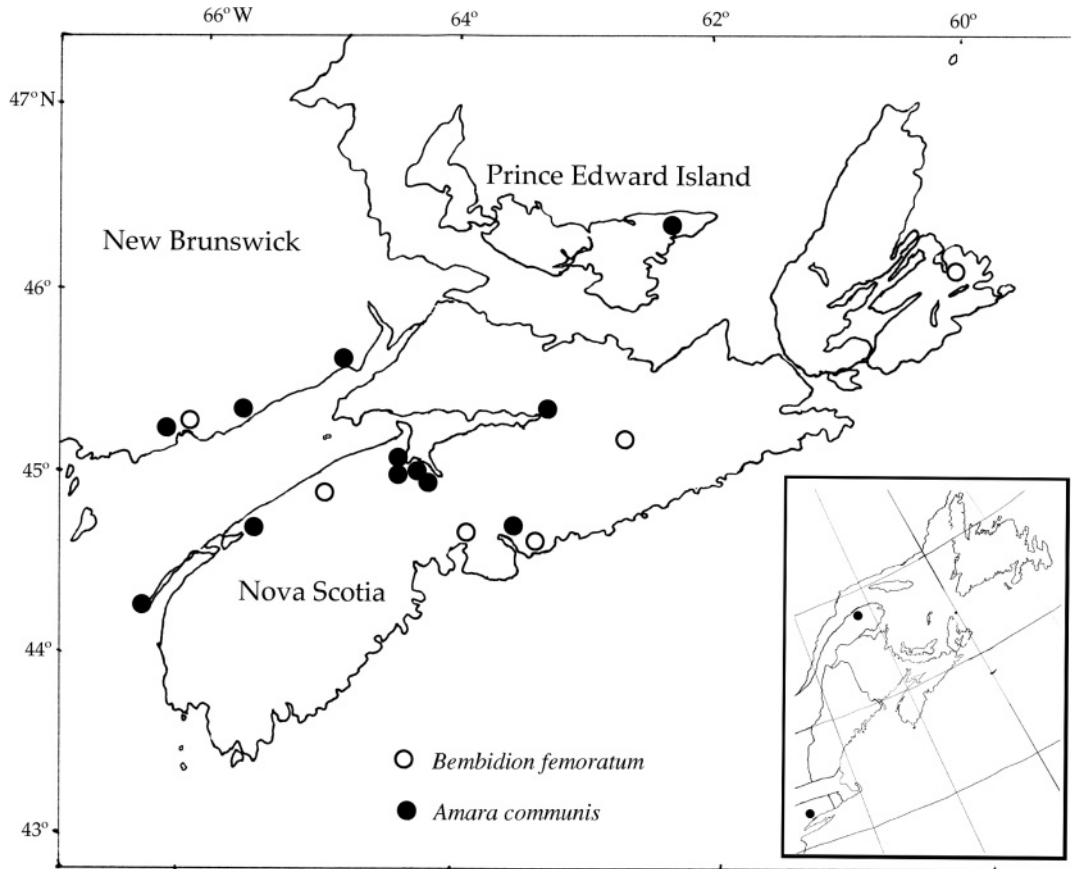 66° W 64° 62° 60°
47° N
Prince Edward Island
New Brunswick
46°
45°
Nova Scotia
44°
Bembidion femoratum
Amara communis
43°